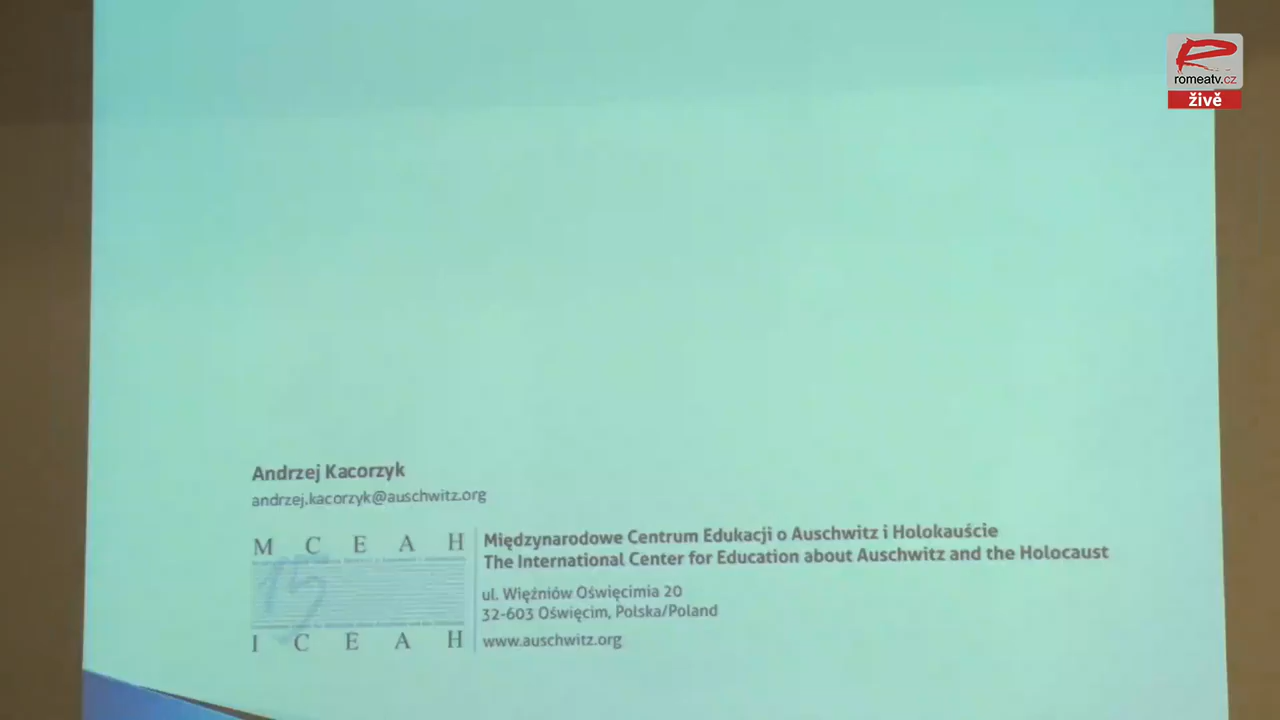 romeatv.cz
živě
Andrzej Kacorzyk
andrzej.kacorzyk@auschwitz.org
M C E A H
15
I C E A H
Międzynarodowe Centrum Edukacji o Auschwitz i Holokauście
The International Center for Education about Auschwitz and the Holocaust
ul. Więźniów Oświęcimia 20
32-603 Oświęcim, Polska/Poland
www.auschwitz.org